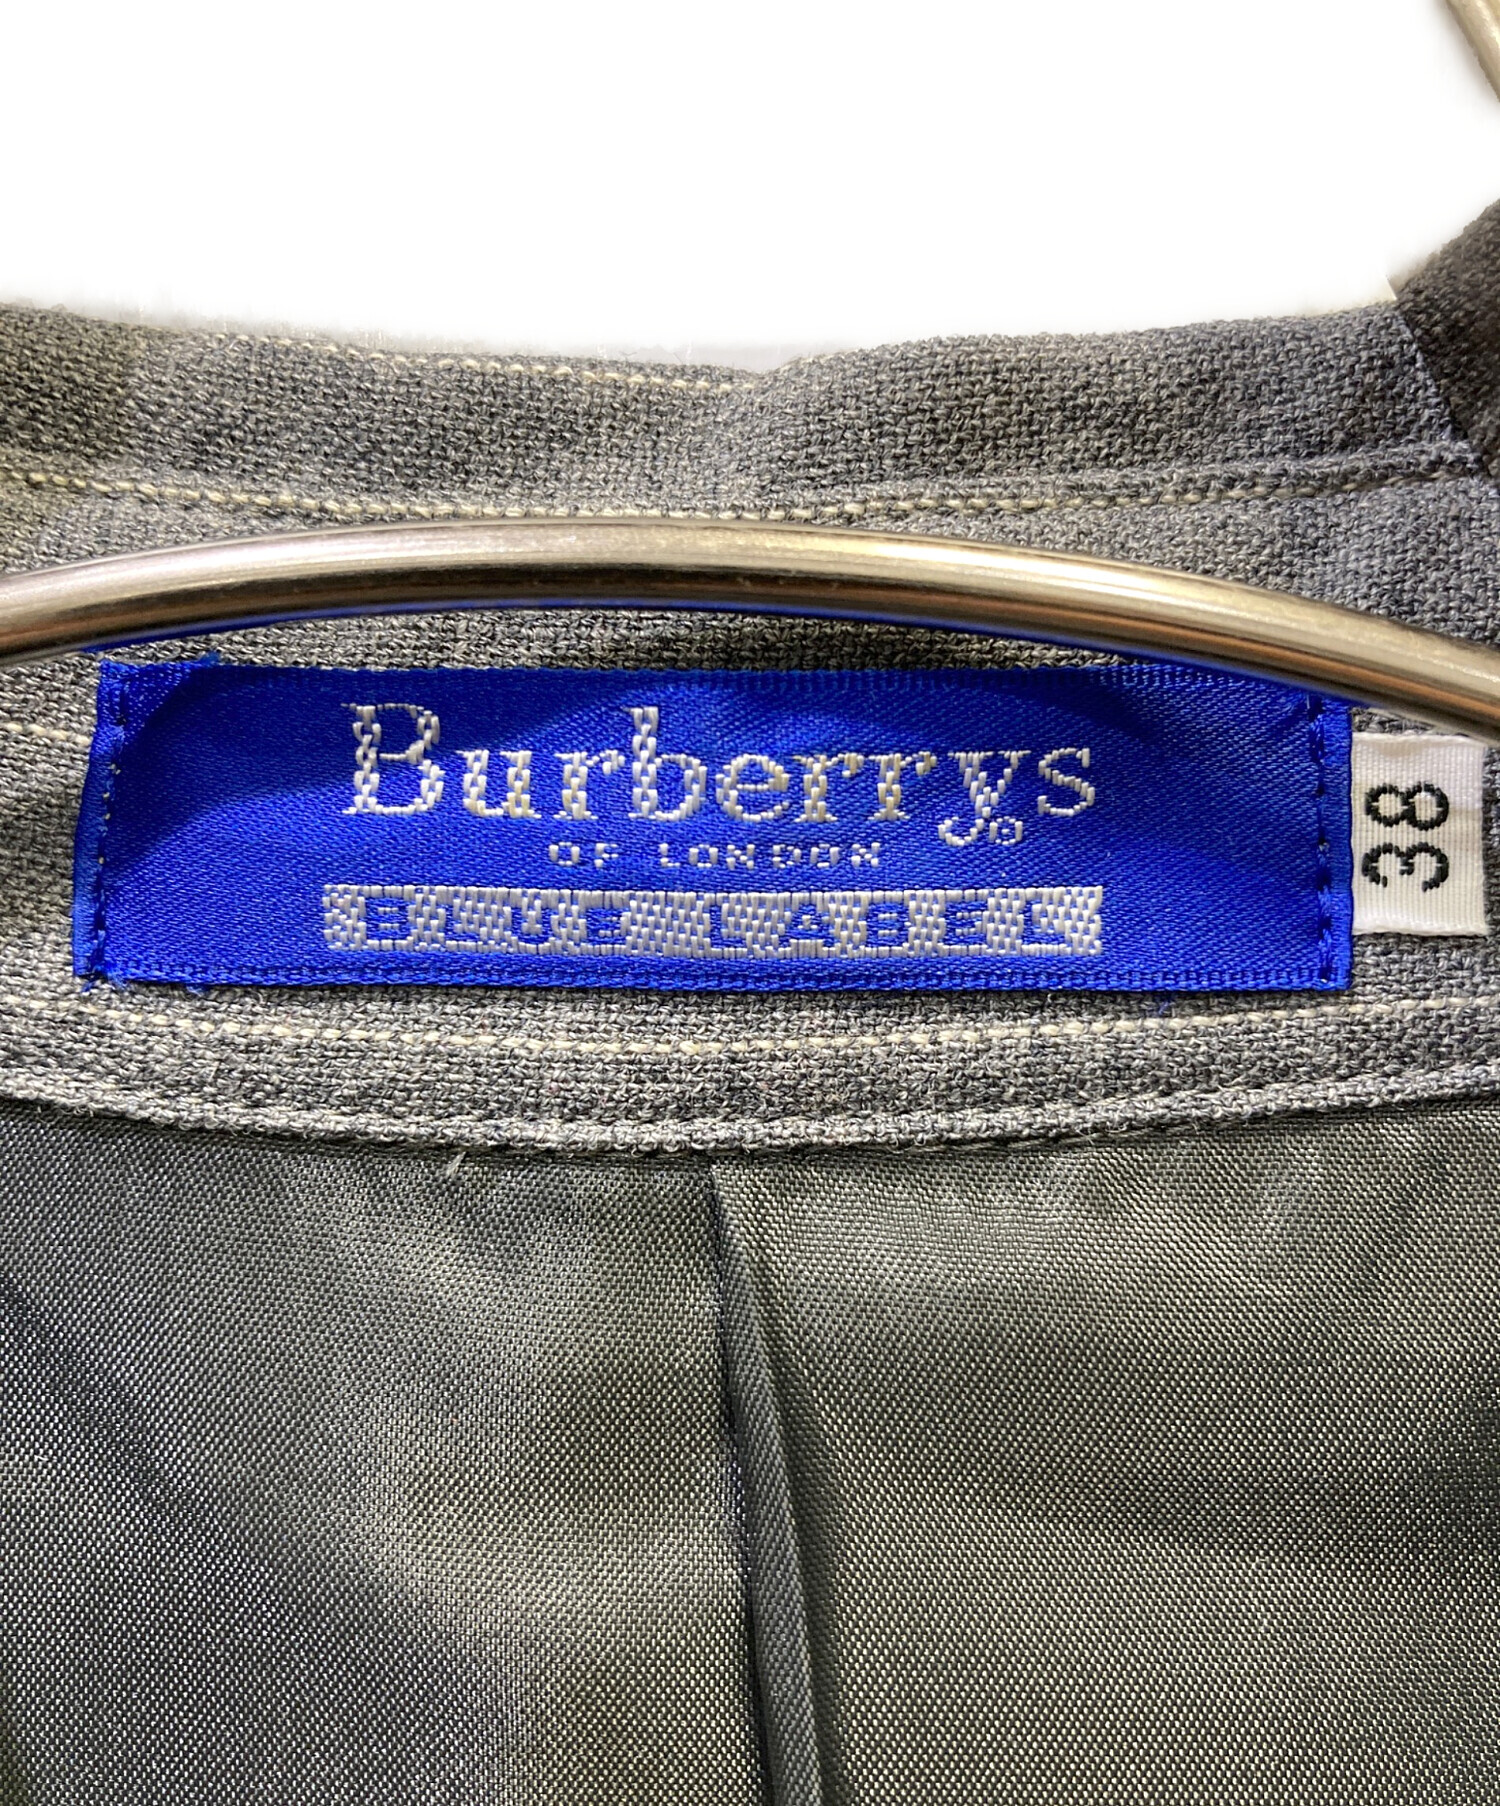 Burberrys®
OF LONDON
BLUE LABEL
38